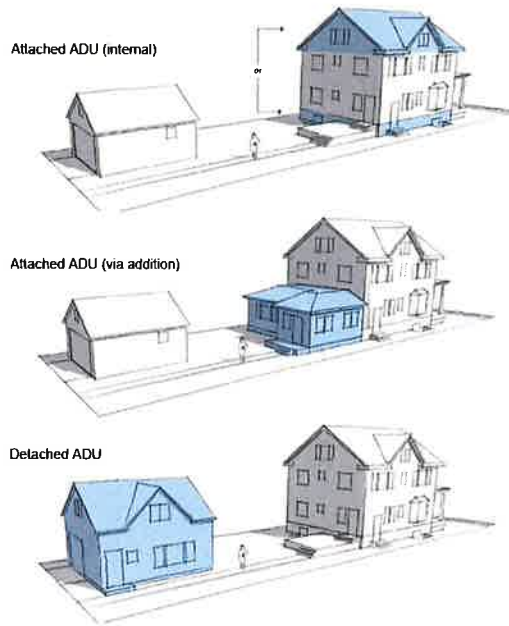 Attached ADU (internal)
or
Attached ADU (via addition)
Detached ADU